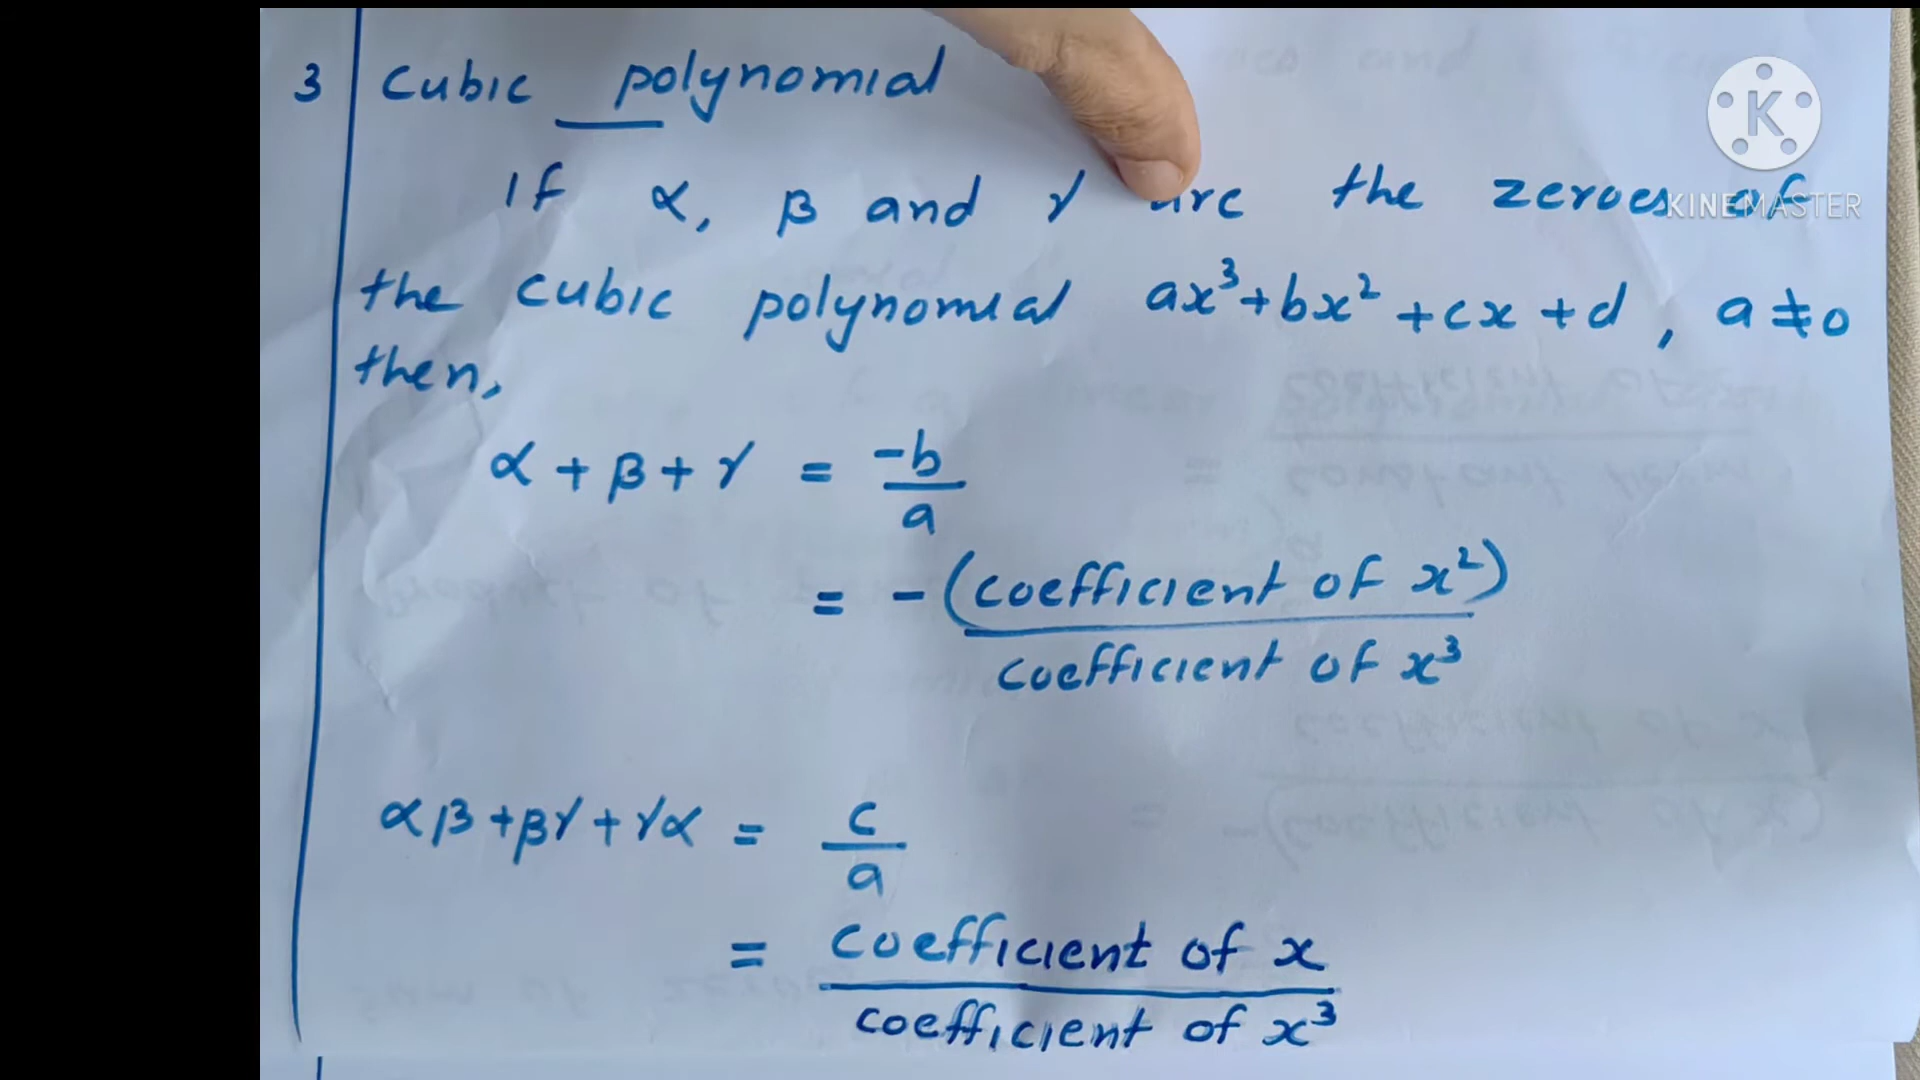 3 Cubic polynomial
K
KINEMASTER
If α, β and γ are the zeroes of
the cubic polynomial ax³+bx²+cx+d, a≠0
then,
α+β+γ = -b/a
= -(coefficient of x²)/coefficient of x³
αβ+βγ+γα = c/a
= coefficient of x/coefficient of x³